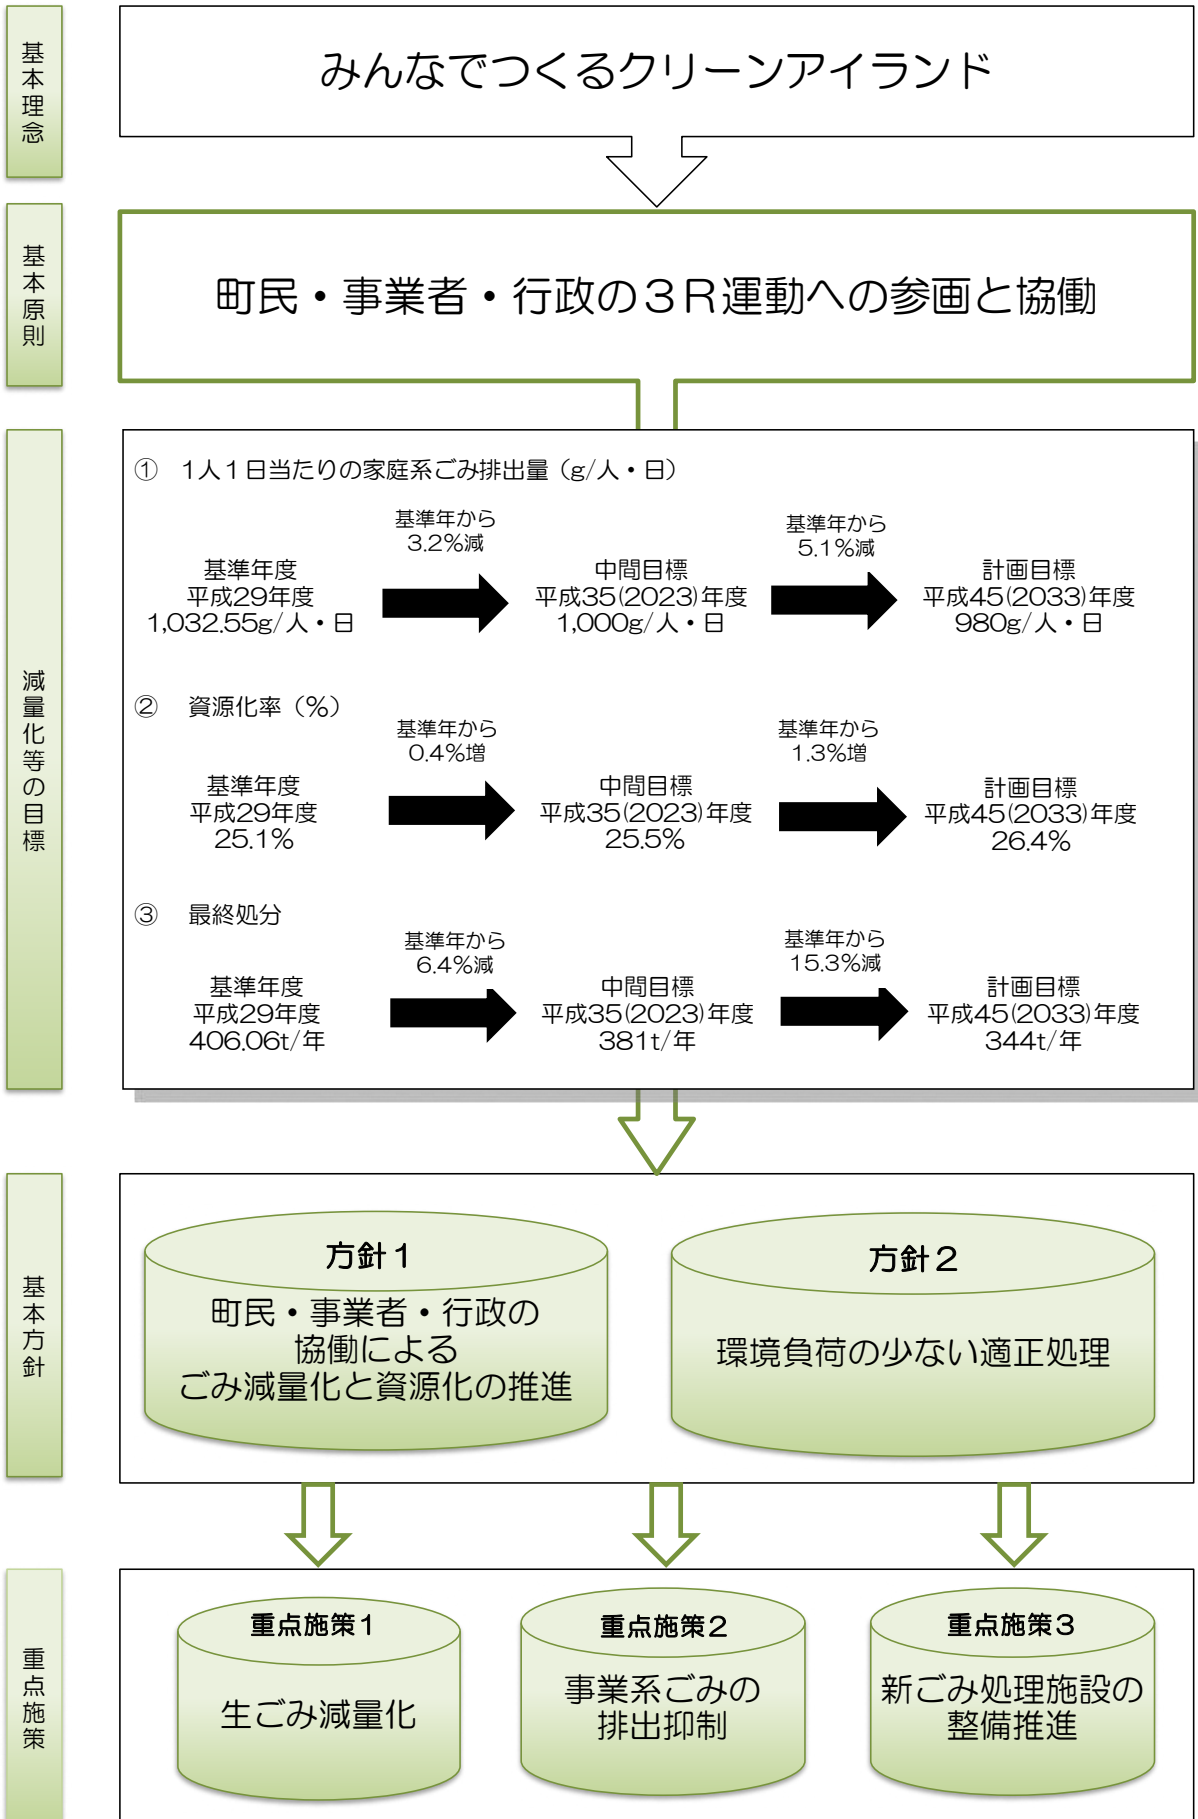 基本理念
みんなでつくるクリーンアイランド
基本原則
町民・事業者・行政の３Ｒ運動への参画と協働
減量化等の目標
① 1人１日当たりの家庭系ごみ排出量（g/人・日）
基準年から
3.2％減
基準年から
5.1％減
基準年度
平成29年度
1,032.55g/人・日
中間目標
平成35(2023)年度
1,000g/人・日
計画目標
平成45(2033)年度
980g/人・日
② 資源化率（％）
基準年から
0.4％増
基準年から
1.3％増
基準年度
平成29年度
25.1％
中間目標
平成35(2023)年度
25.5％
計画目標
平成45(2033)年度
26.4％
③ 最終処分
基準年から
6.4％減
基準年から
15.3％減
基準年度
平成29年度
406.06t/年
中間目標
平成35(2023)年度
381t/年
計画目標
平成45(2033)年度
344t/年
基本方針
方針１
町民・事業者・行政の
協働による
ごみ減量化と資源化の推進
方針２
環境負荷の少ない適正処理
重点施策
重点施策１
生ごみ減量化
重点施策２
事業系ごみの
排出抑制
重点施策３
新ごみ処理施設の
整備推進